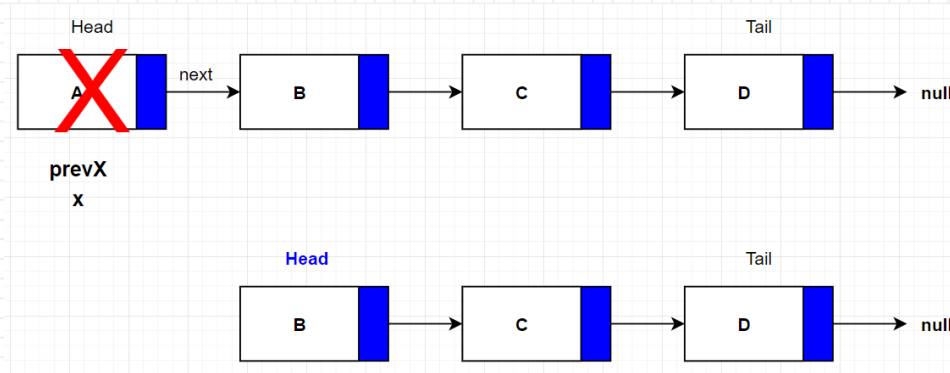 Head Tail
A next B C D null
prevX
x
Head Tail
B C D null